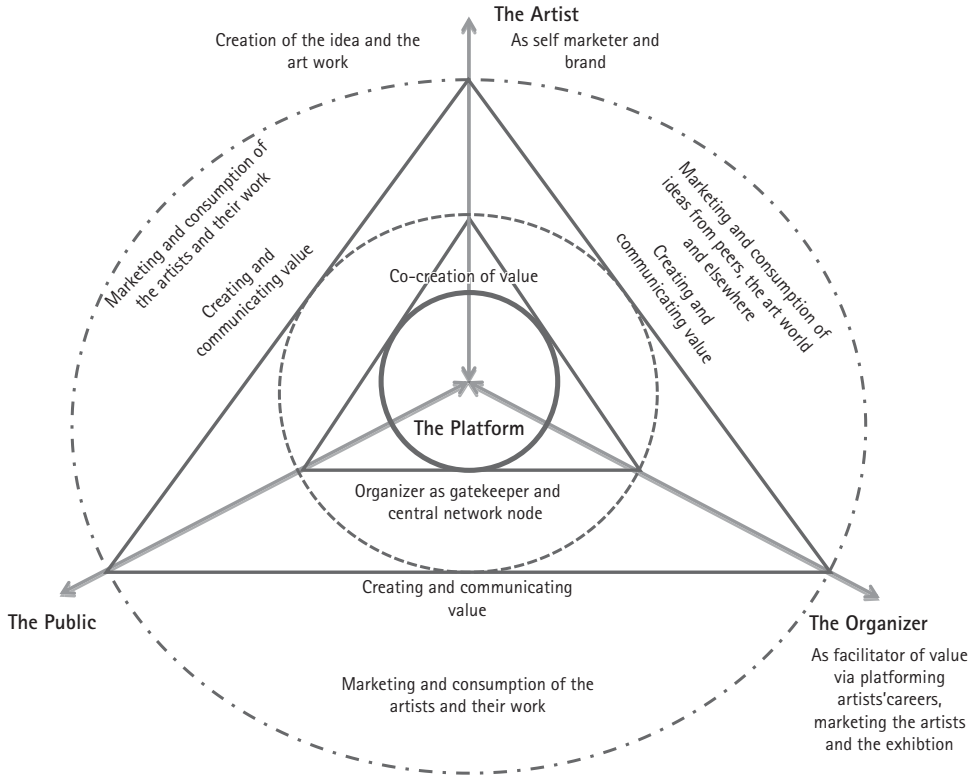 The Artist
Creation of the idea and the
art work
As self marketer and
brand
Marketing and consumption of
the artists and their work
Creating and
communicating value
Marketing and consumption of
ideas from peers, the art world
and elsewhere
Creating and
communicating value
Co-creation of value
The Platform
Organizer as gatekeeper and
central network node
Creating and communicating
value
The Public
The Organizer
As facilitator of value
via platforming
artists'careers,
marketing the artists
and the exhibtion
Marketing and consumption of the
artists and their work